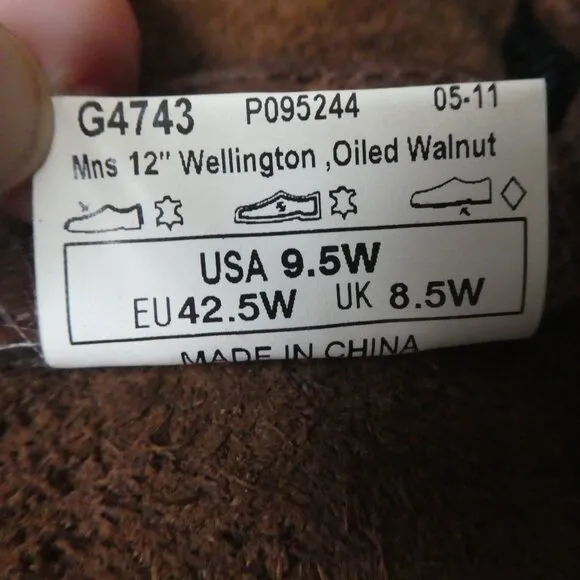 G4743 P095244 05-11
Mns 12" Wellington ,Oiled Walnut
USA 9.5W
EU 42.5W UK 8.5W
MADE IN CHINA